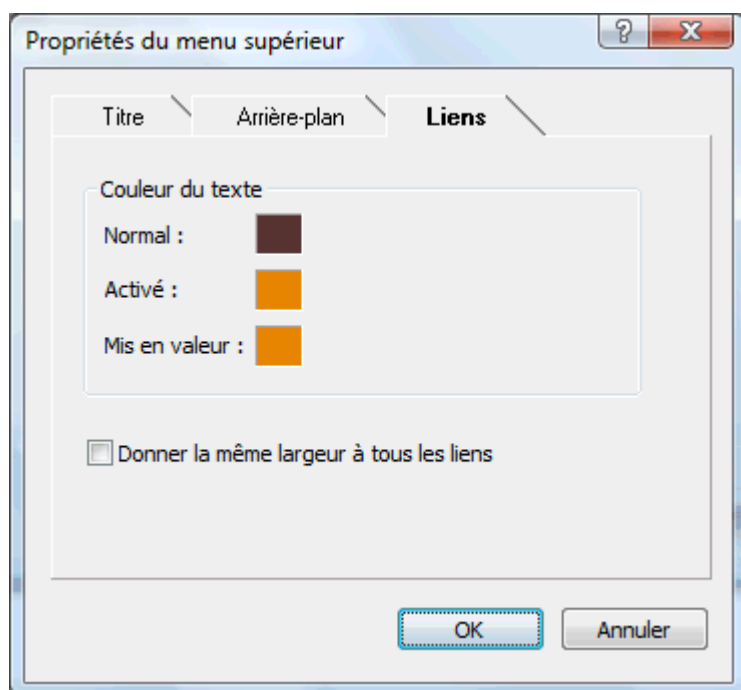 Propriétés du menu supérieur
Titre Arrière-plan Liens
Couleur du texte
Normal :
Activé :
Mis en valeur :
Donner la même largeur à tous les liens
OK Annuler